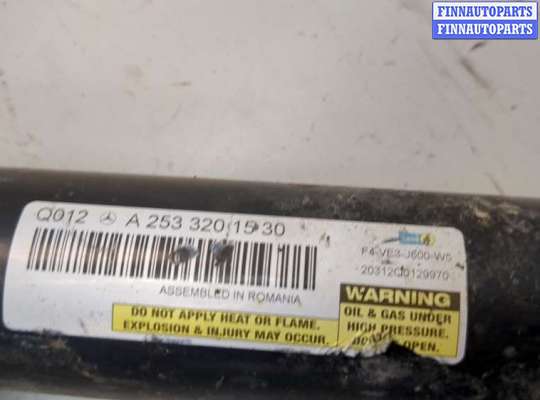 FINNAUTOPARTS
FINNAUTOPARTS
Q012 A 253 320 15 30
F4-VE3-J600-W5
20312C0129970
ASSEMBLED IN ROMANIA
WARNING
DO NOT APPLY HEAT OR FLAME.
EXPLOSION & INJURY MAY OCCUR.
OIL & GAS UNDER
HIGH PRESSURE.
OPEN.